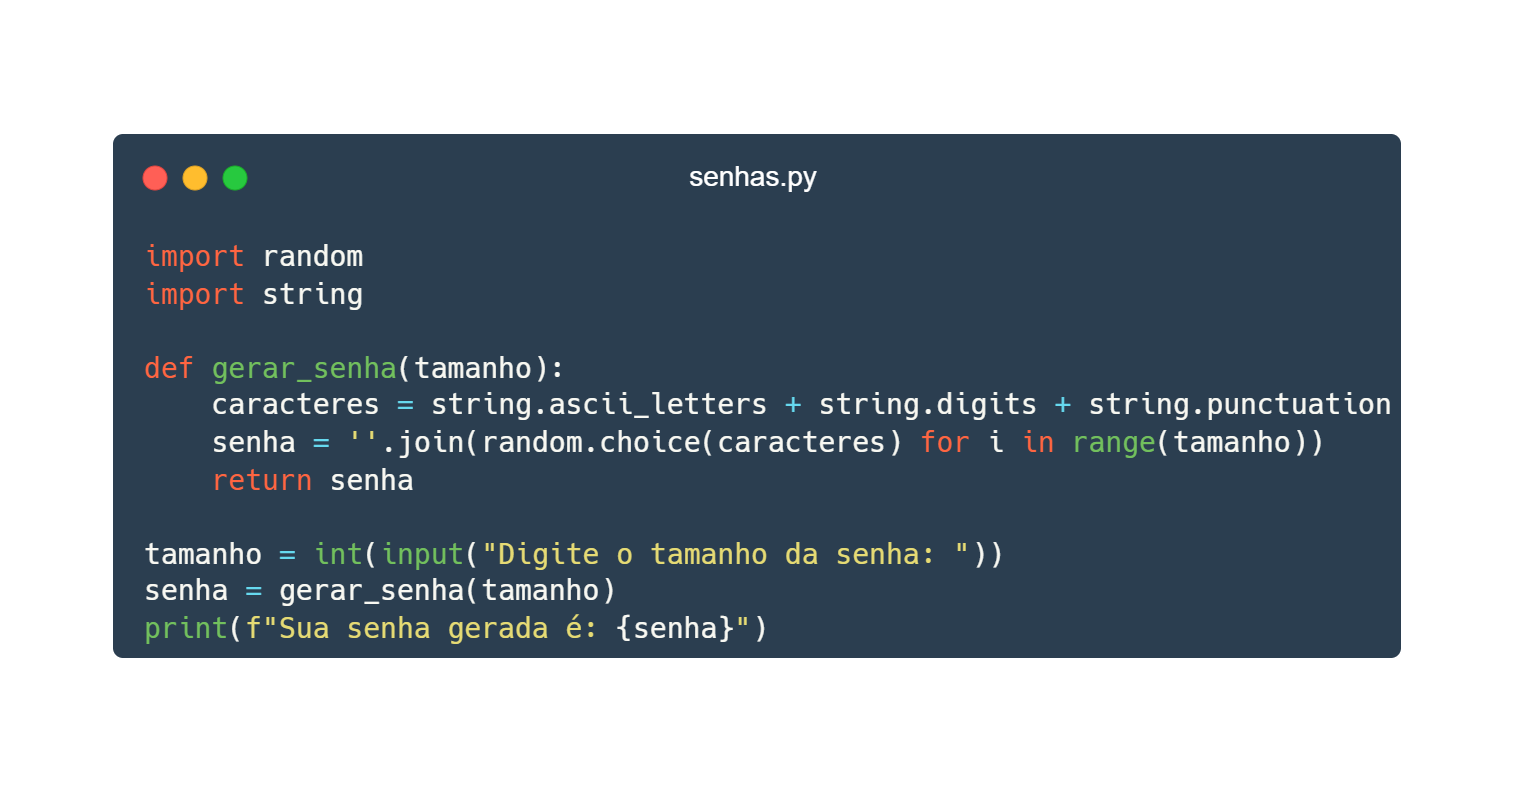 senhas.py
import random
import string
def gerar_senha(tamanho):
    caracteres = string.ascii_letters + string.digits + string.punctuation
    senha = ''.join(random.choice(caracteres) for i in range(tamanho))
    return senha
tamanho = int(input("Digite o tamanho da senha: "))
senha = gerar_senha(tamanho)
print(f"Sua senha gerada é: {senha}")